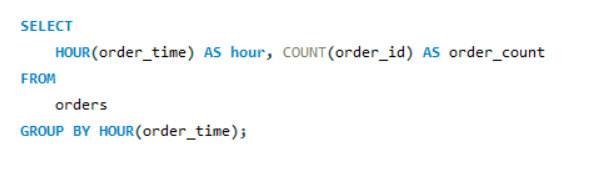 SELECT
    HOUR(order_time) AS hour, COUNT(order_id) AS order_count
FROM
    orders
GROUP BY HOUR(order_time);